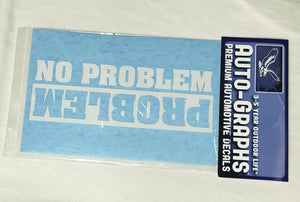 NO PROBLEM
PROBLEM
AUTO-GRAPHS
PREMIUM AUTOMOTIVE DECALS
3-5 YEAR OUTDOOR LIFE